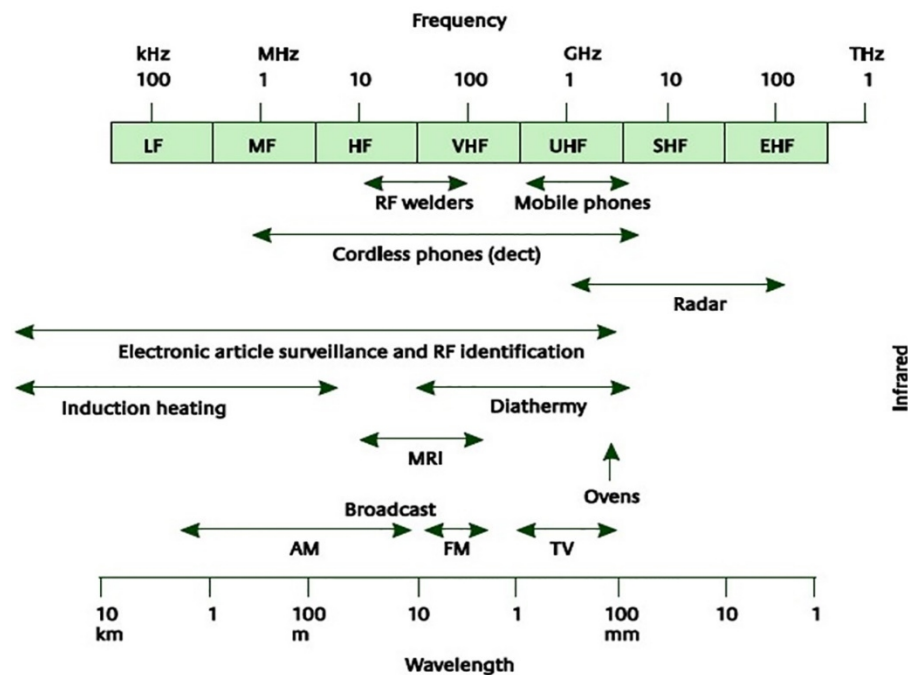 Frequency
kHz MHz GHz THz
100 1 10 100 1 10 100 1
LF MF HF VHF UHF SHF EHF
RF welders Mobile phones
Cordless phones (dect)
Radar
Electronic article surveillance and RF identification
Induction heating Diathermy
Infrared
MRI
Ovens
Broadcast
AM FM TV
10 1 100 10 1 100 10 1
km m mm
Wavelength